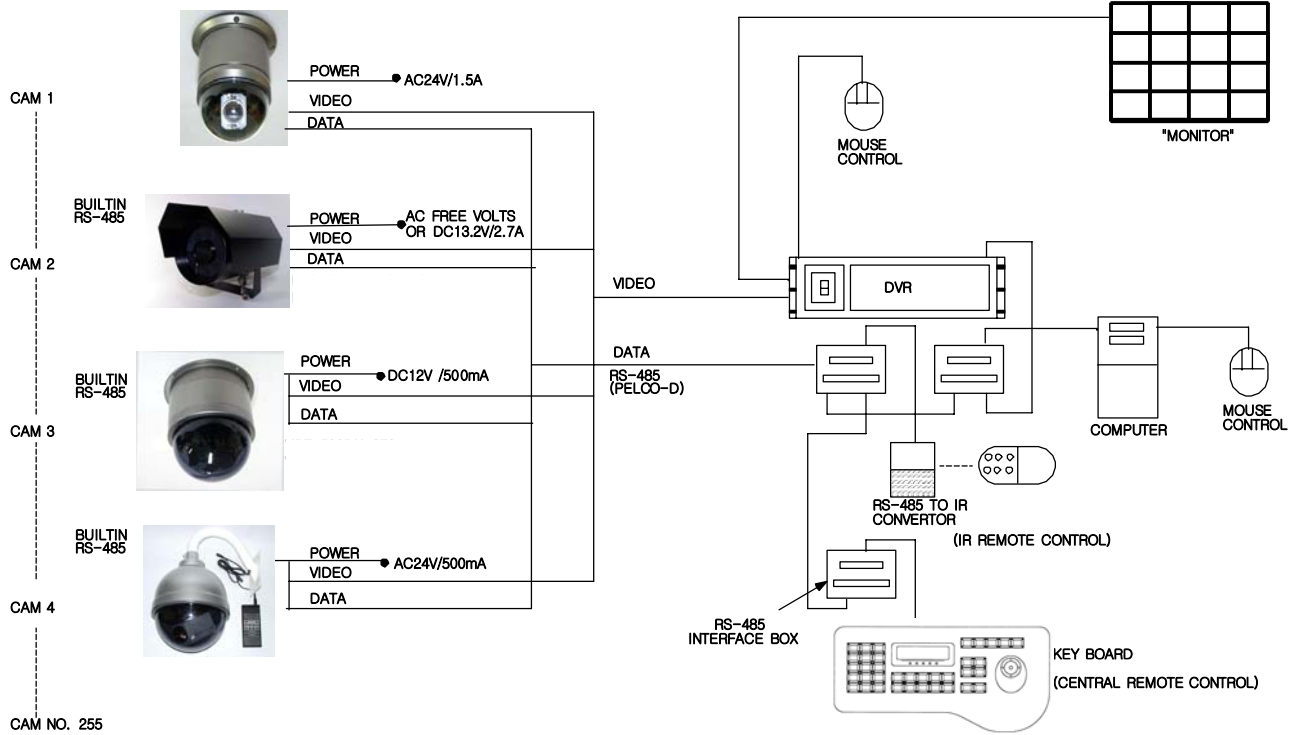 CAM 1
POWER
AC24V/1.5A
VIDEO
DATA
MOUSE
CONTROL
"MONITOR"
BUILTIN
RS-485
POWER
AC FREE VOLTS
OR DC13.2V/2.7A
VIDEO
DATA
CAM 2
VIDEO
DVR
BUILTIN
RS-485
POWER
DC12V /500mA
VIDEO
DATA
CAM 3
DATA
RS-485
(PELCO-D)
COMPUTER
MOUSE
CONTROL
RS-485 TO IR
CONVERTOR
(IR REMOTE CONTROL)
BUILTIN
RS-485
POWER
AC24V/500mA
VIDEO
DATA
CAM 4
RS-485
INTERFACE BOX
KEY BOARD
(CENTRAL REMOTE CONTROL)
CAM NO. 255